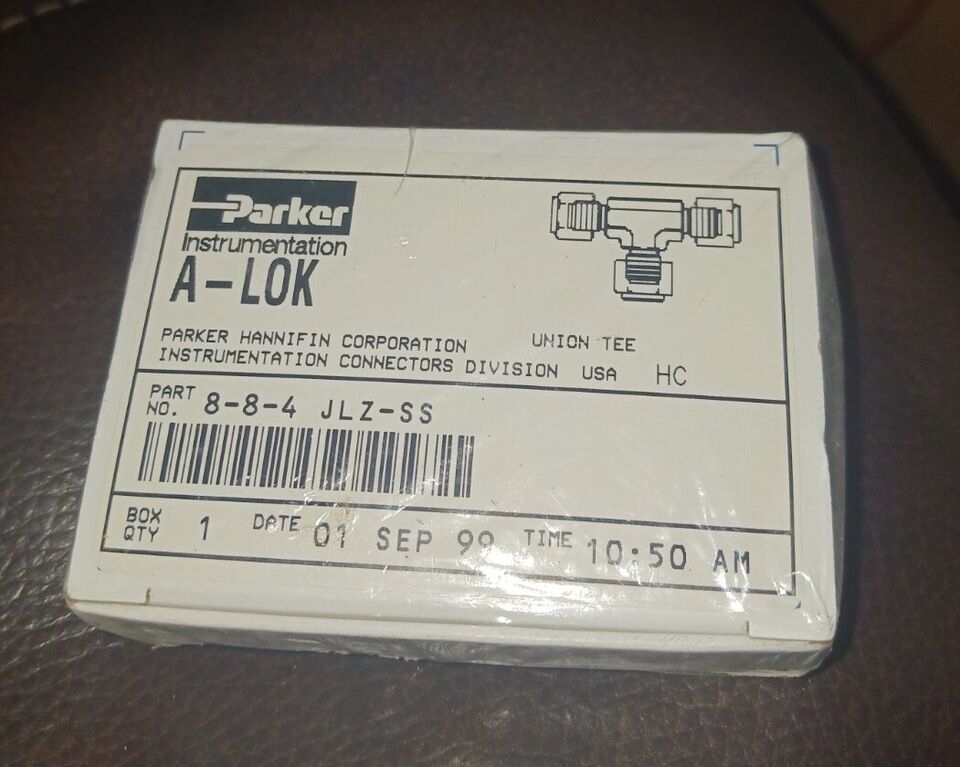 Parker
Instrumentation
A-LOK
PARKER HANNIFIN CORPORATION UNION TEE
INSTRUMENTATION CONNECTORS DIVISION USA HC
PART NO. 8-8-4 JLZ-SS
BOX QTY 1 DATE 01 SEP 99 TIME 10:50 AM